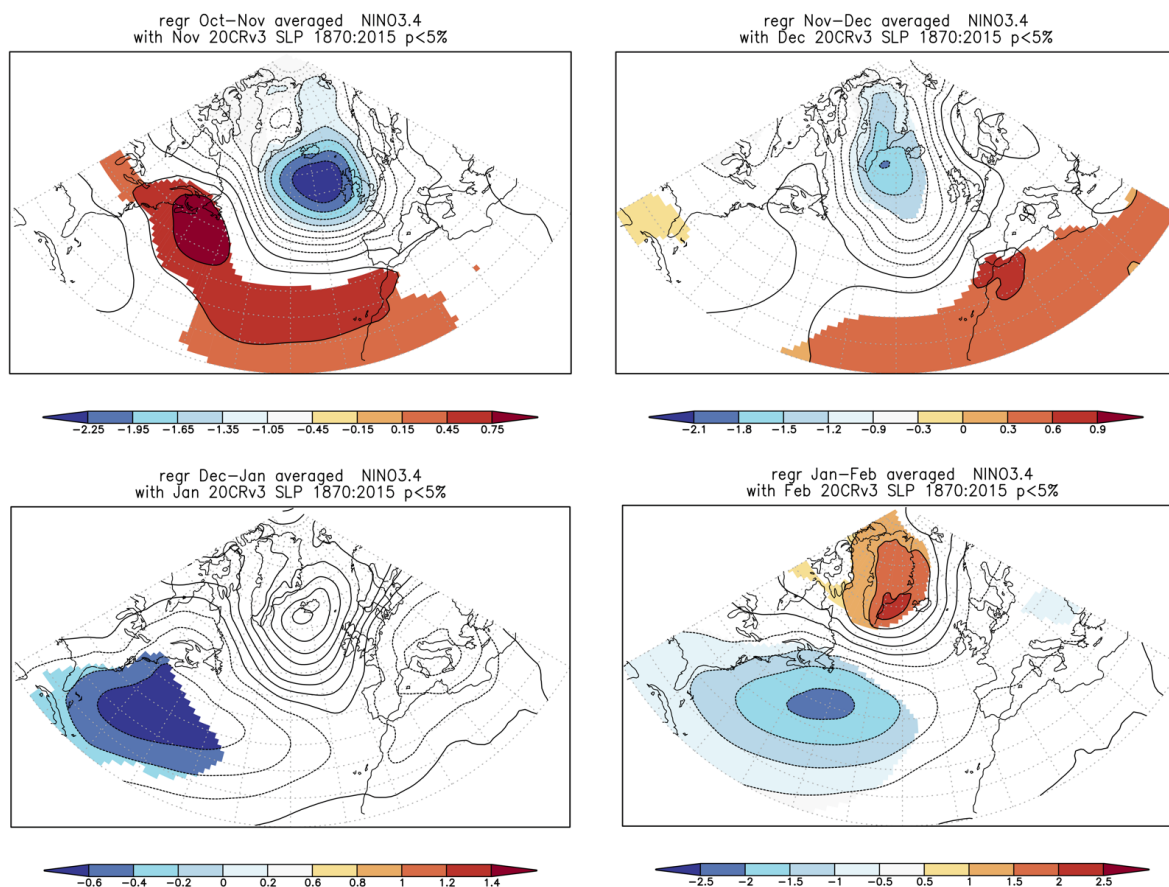 regr Oct-Nov averaged NINO3.4
with Nov 20CRv3 SLP 1870:2015 p<5%
-2.25 -1.95 -1.65 -1.35 -1.05 -0.45 -0.15 0.15 0.45 0.75
regr Nov-Dec averaged NINO3.4
with Dec 20CRv3 SLP 1870:2015 p<5%
-2.1 -1.8 -1.5 -1.2 -0.9 -0.3 0 0.3 0.6 0.9
regr Dec-Jan averaged NINO3.4
with Jan 20CRv3 SLP 1870:2015 p<5%
-0.6 -0.4 -0.2 0 0.2 0.6 0.8 1 1.2 1.4
regr Jan-Feb averaged NINO3.4
with Feb 20CRv3 SLP 1870:2015 p<5%
-2.5 -2 -1.5 -1 -0.5 0.5 1 1.5 2 2.5